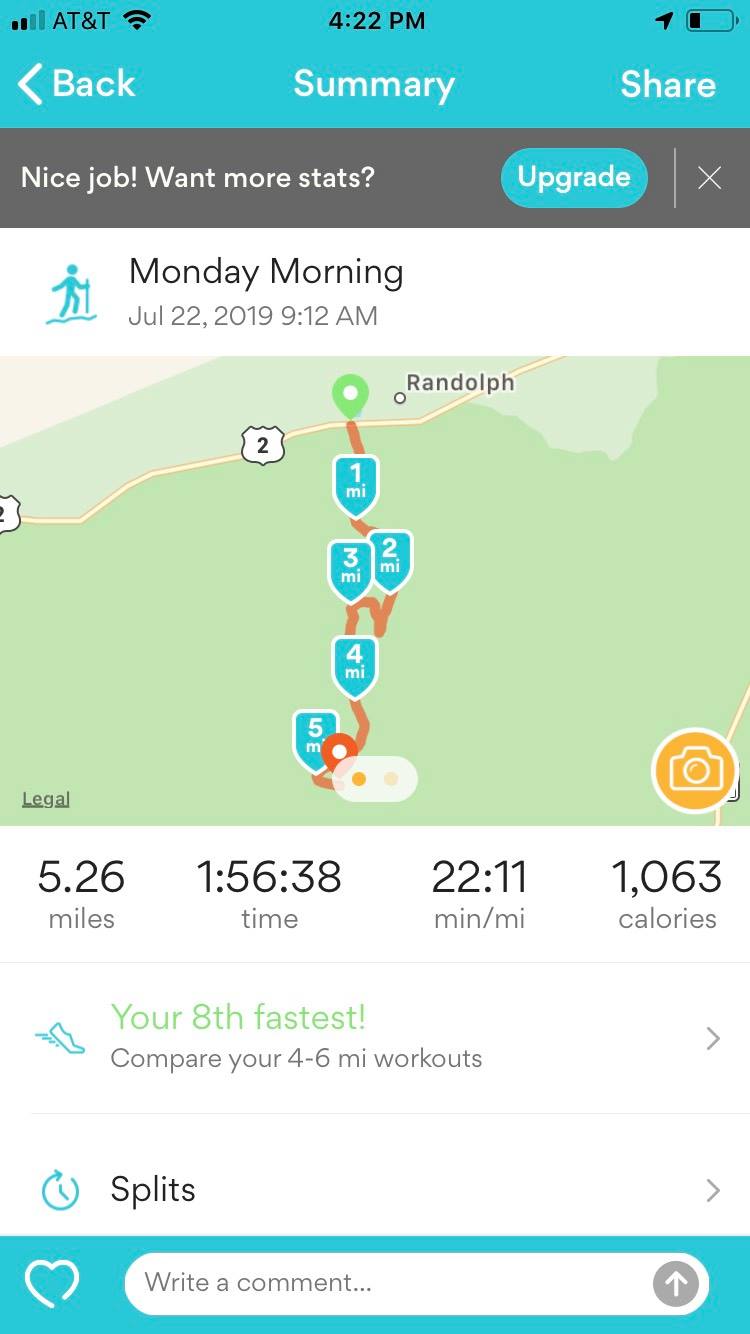 AT&T 4:22 PM
Back Summary Share
Nice job! Want more stats? Upgrade
Monday Morning
Jul 22, 2019 9:12 AM
Randolph
2
2
1
mi
2
mi
3
mi
4
mi
5
m
Legal
5.26 1:56:38 22:11 1,063
miles time min/mi calories
Your 8th fastest!
Compare your 4-6 mi workouts
Splits
Write a comment...